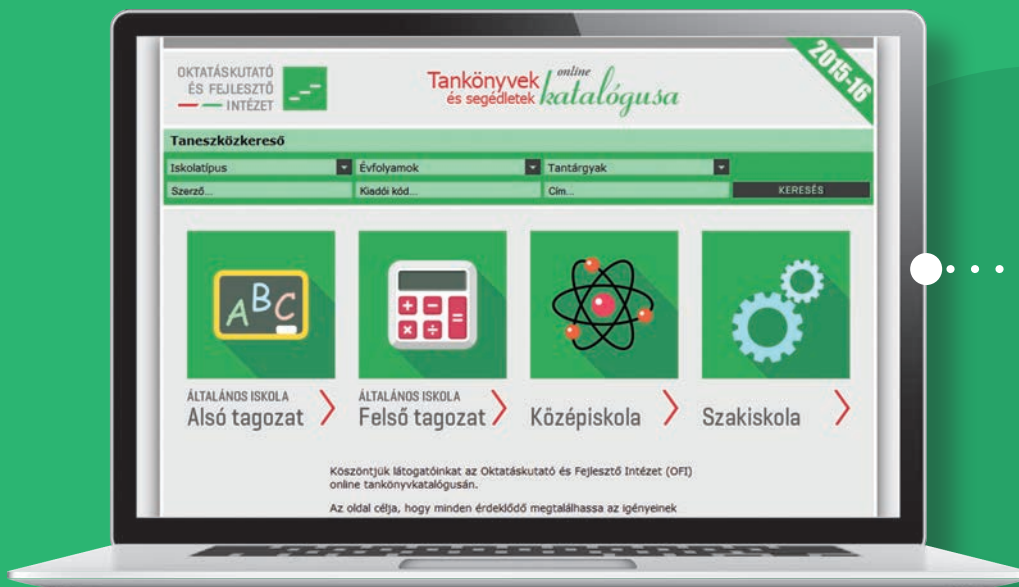 OKTATÁSKUTATÓ
ÉS FEJLESZTŐ
INTÉZET
Tankönyvek
és segédletek
online
katalógusa
2015-16
Taneszközkereső
Iskolatípus
Évfolyamok
Tantárgyak
Szerző...
Kiadói kód...
Cím...
KERESÉS
ABC
ÁLTALÁNOS ISKOLA
Alsó tagozat
ÁLTALÁNOS ISKOLA
Felső tagozat
Középiskola
Szakiskola
Köszöntjük látogatóinkat az Oktatáskutató és Fejlesztő Intézet (OFI)
online tankönyvkatalógusán.
Az oldal célja, hogy minden érdeklődő megtalálhassa az igényeinek